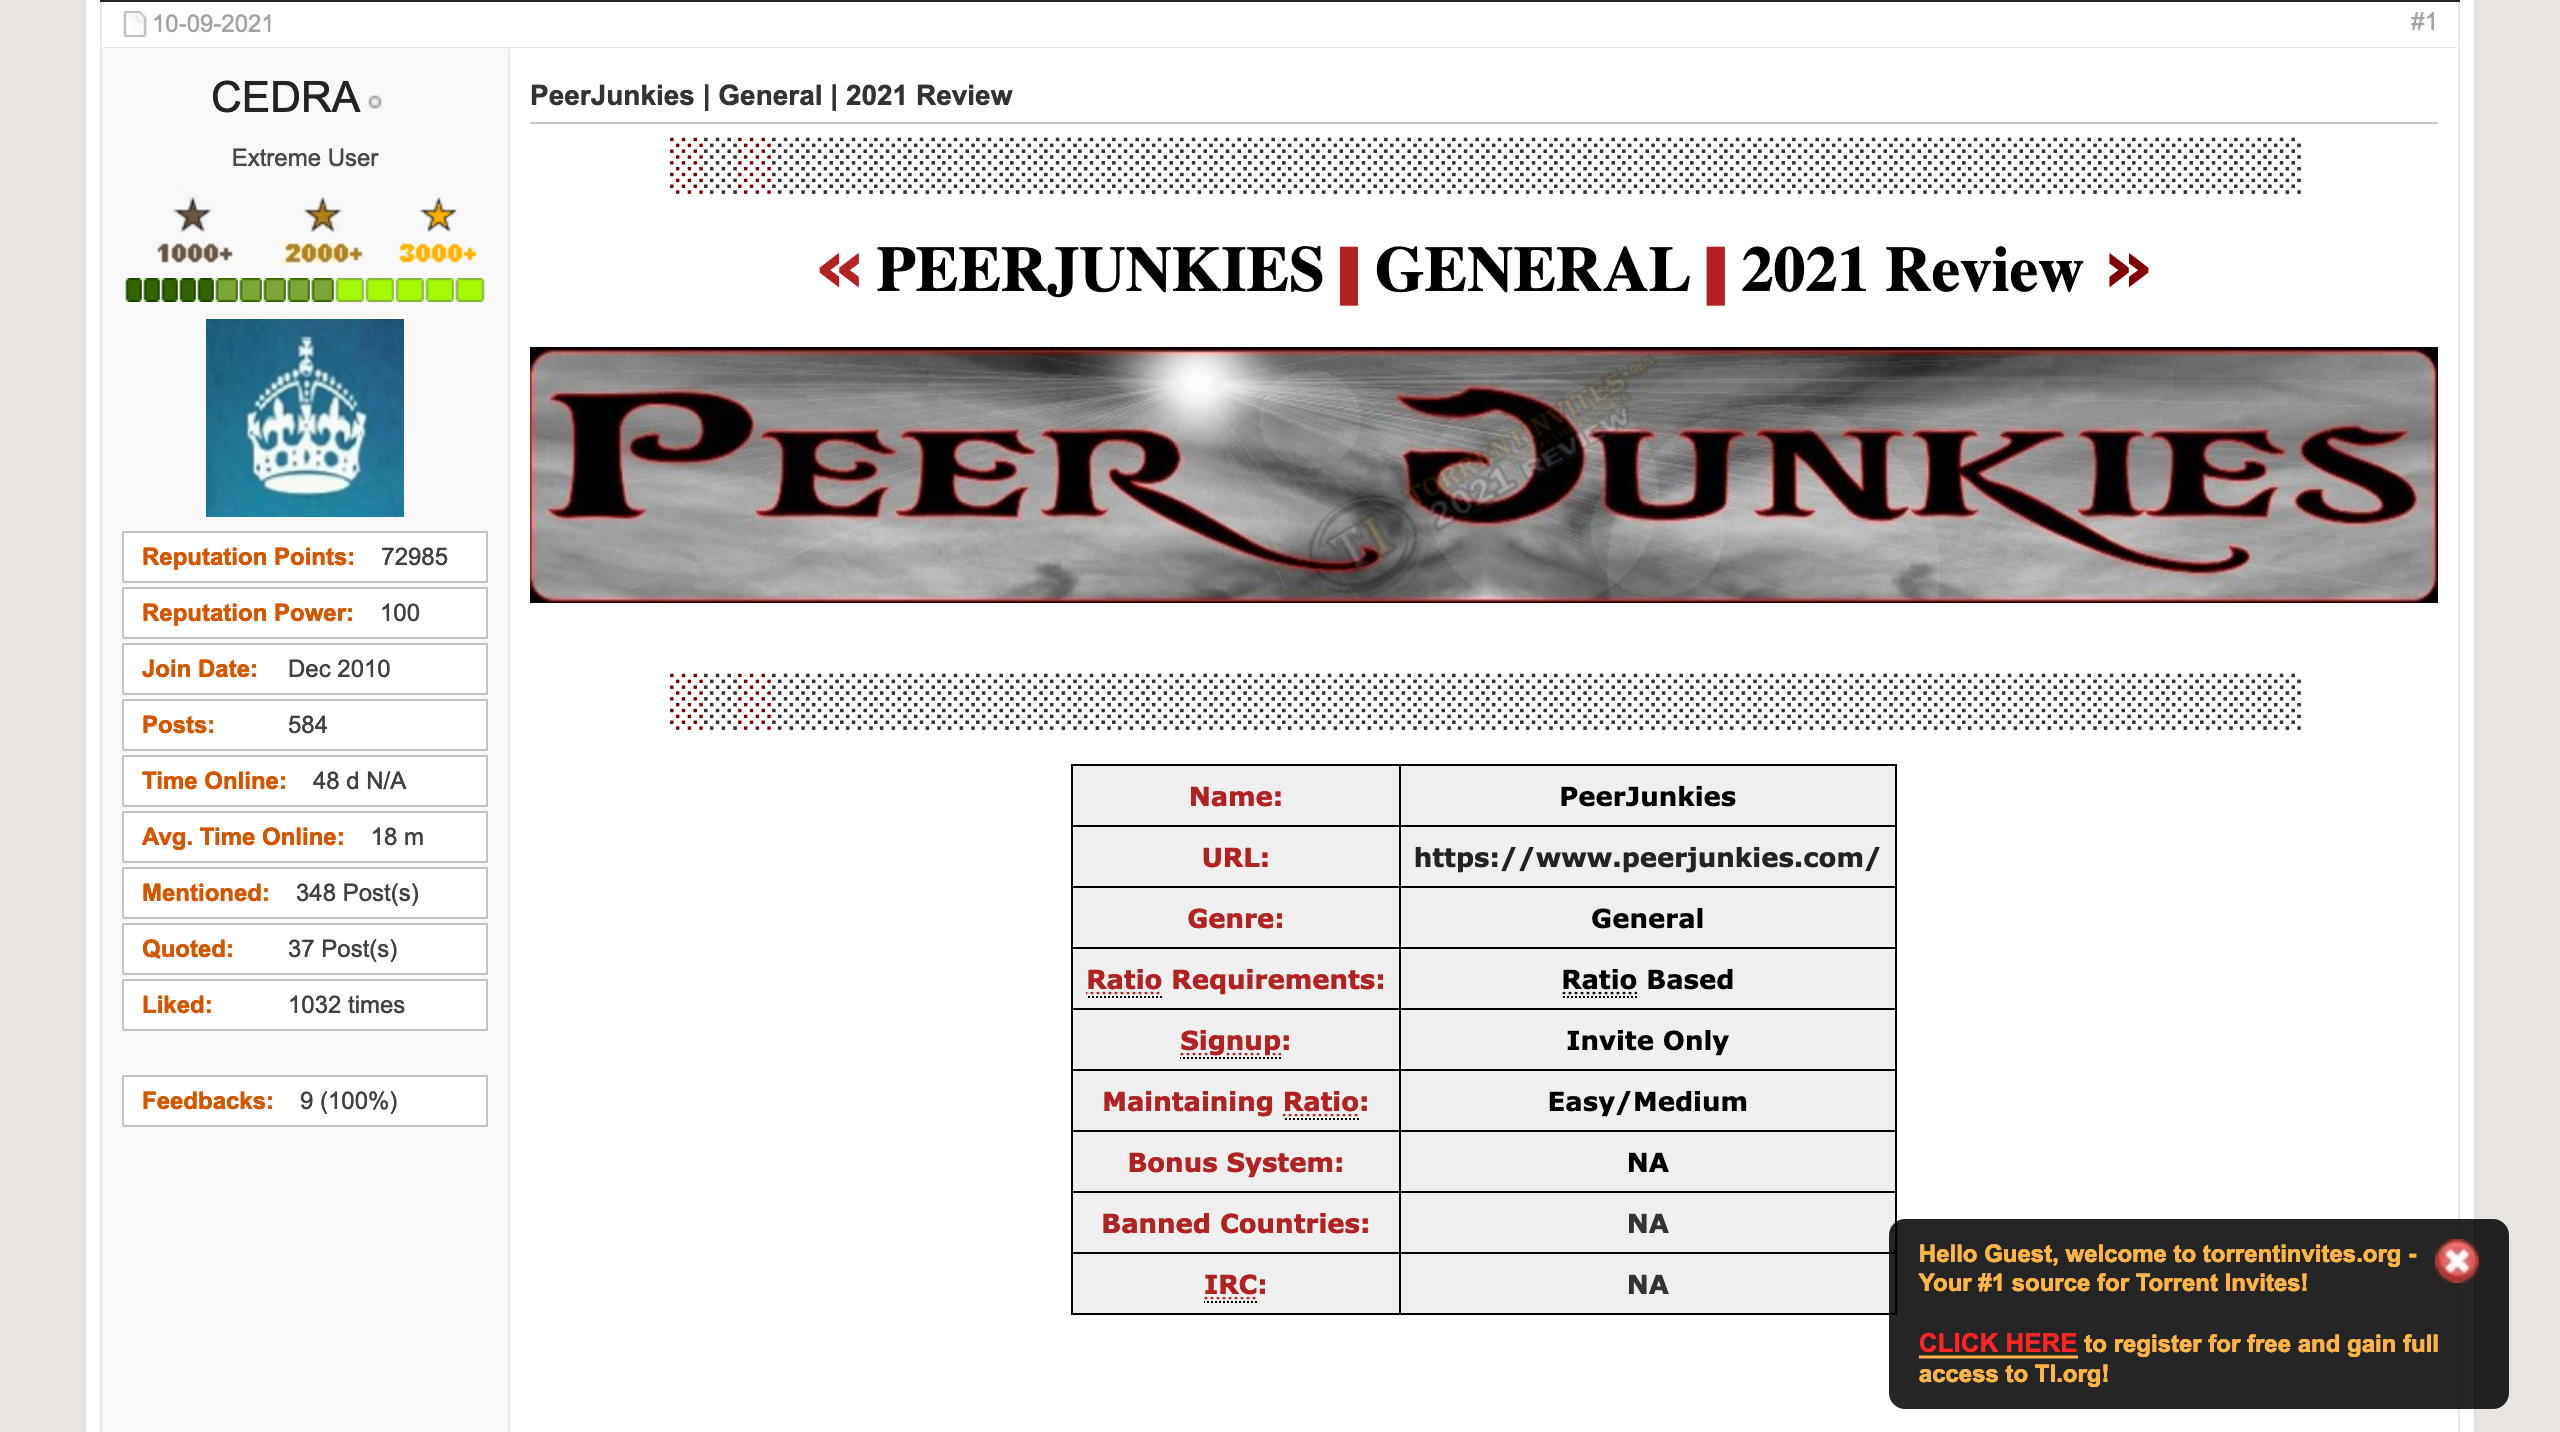 10-09-2021
#1
CEDRA
Extreme User
1000+ 2000+ 3000+
Reputation Points: 72985
Reputation Power: 100
Join Date: Dec 2010
Posts: 584
Time Online: 48 d N/A
Avg. Time Online: 18 m
Mentioned: 348 Post(s)
Quoted: 37 Post(s)
Liked: 1032 times
Feedbacks: 9 (100%)
PeerJunkies | General | 2021 Review
« PEERJUNKIES | GENERAL | 2021 Review »
PEER JUNKIES
TORRENTINVITES.ORG
2021 REVIEW
TI
Name: PeerJunkies
URL: https://www.peerjunkies.com/
Genre: General
Ratio Requirements: Ratio Based
Signup: Invite Only
Maintaining Ratio: Easy/Medium
Bonus System: NA
Banned Countries: NA
IRC: NA
Hello Guest, welcome to torrentinvites.org -
Your #1 source for Torrent Invites!
CLICK HERE to register for free and gain full
access to TI.org!